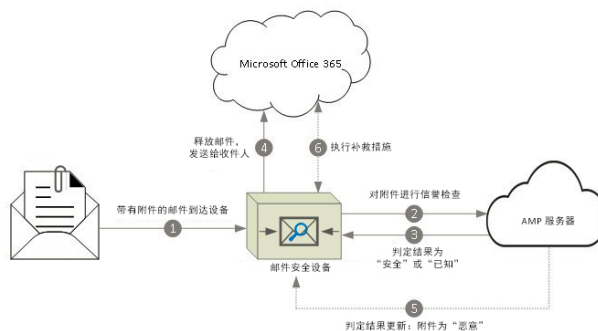 Microsoft Office 365
释放邮件，
发送给收件人
4
6
执行补救措施
带有附件的邮件到达设备
1
对附件进行信誉检查
2
AMP 服务器
3
判定结果为
“安全”或“已知”
邮件安全设备
5
判定结果更新：附件为“恶意”